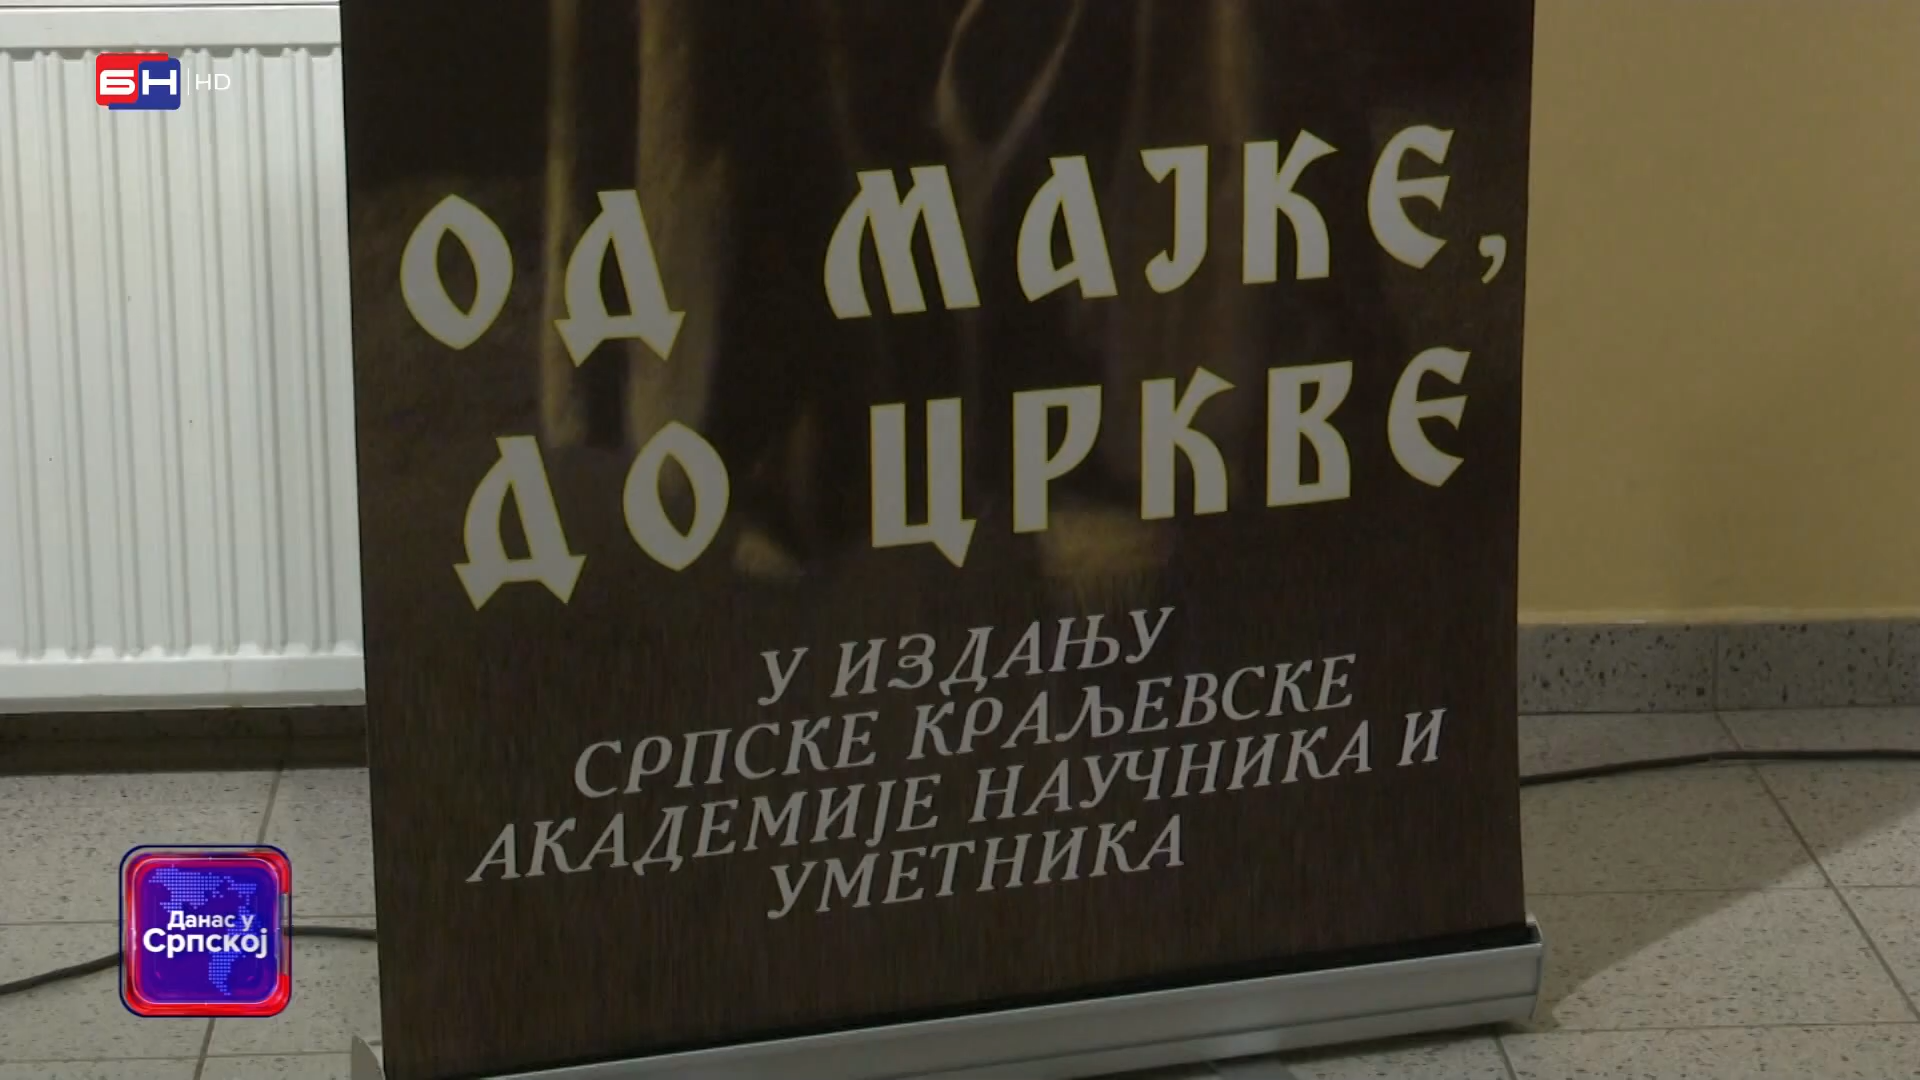 БН HD
ОД МАЈКЕ,
ДО ЦРКВЕ
У ИЗДАЊУ
СРПСКЕ КРАЉЕВСКЕ
АКАДЕМИЈЕ НАУЧНИКА И
УМЕТНИКА
Данас у
Српској